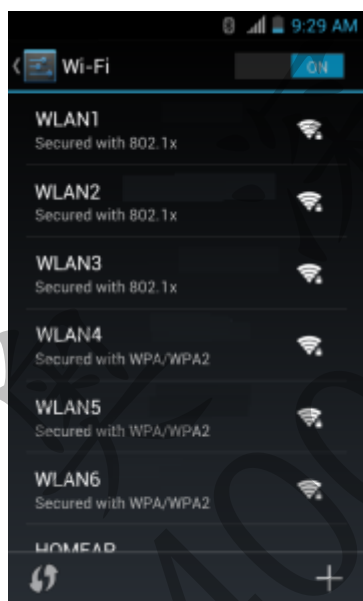 9:29 AM
Wi-Fi
ON
WLAN1
Secured with 802.1x
WLAN2
Secured with 802.1x
WLAN3
Secured with 802.1x
WLAN4
Secured with WPA/WPA2
WLAN5
Secured with WPA/WPA2
WLAN6
Secured with WPA/WPA2
HOMEAP